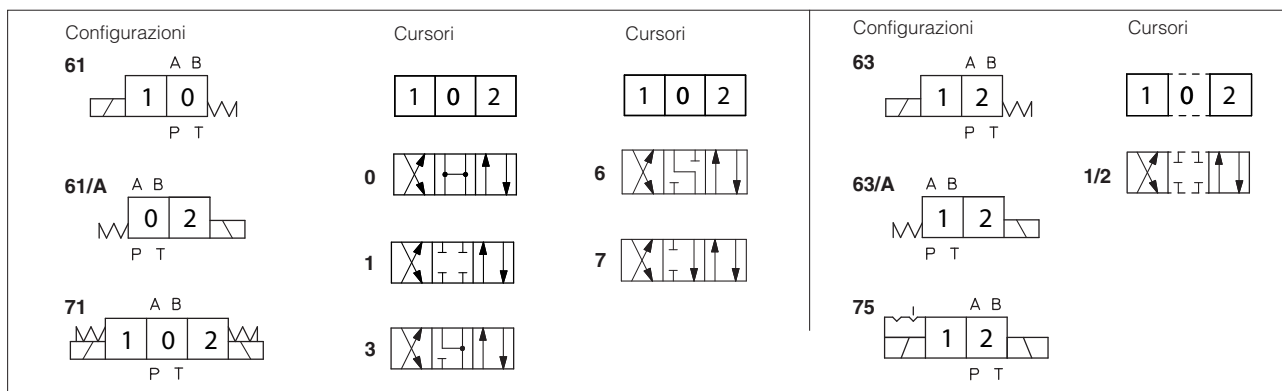 Configurazioni
61
A B
1 0
P T
61/A
A B
0 2
P T
71
A B
1 0 2
P T
Cursori
1 0 2
0
1
3
Cursori
1 0 2
6
7
Configurazioni
63
A B
1 2
P T
63/A
A B
1 2
P T
75
A B
1 2
P T
Cursori
1 0 2
1/2